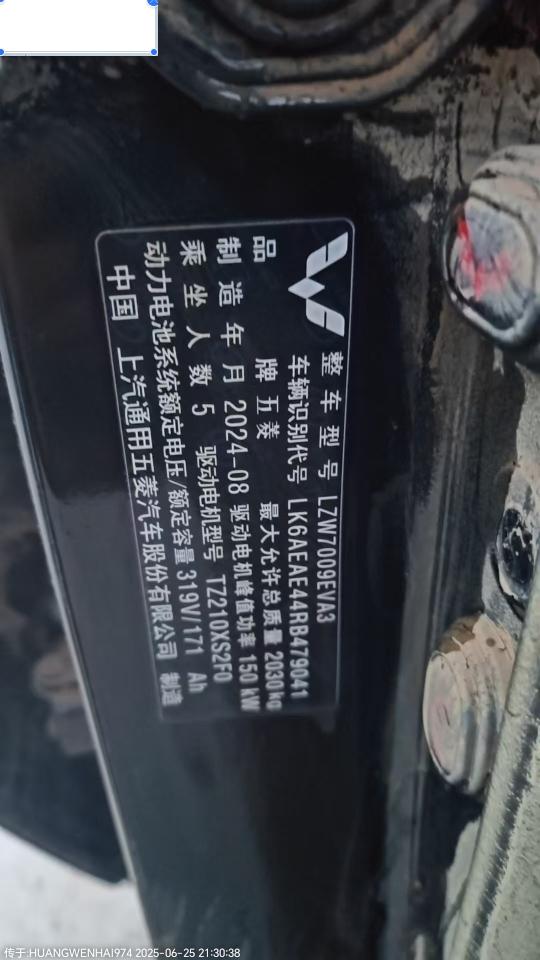 整车型号 LZW7009EVA3
车辆识别代号 LK6AEAE44RB479041
品牌 五菱 最大允许总质量 2030 kg
制造年月 2024-08 驱动电机峰值功率 150 kW
乘坐人数 5 驱动电机型号 TZ210XS2F0
动力电池系统额定电压/额定容量 319V/171 Ah
中国 上汽通用五菱汽车股份有限公司 制造
传于:HUANGWENHAI974 2025-06-25 21:30:38